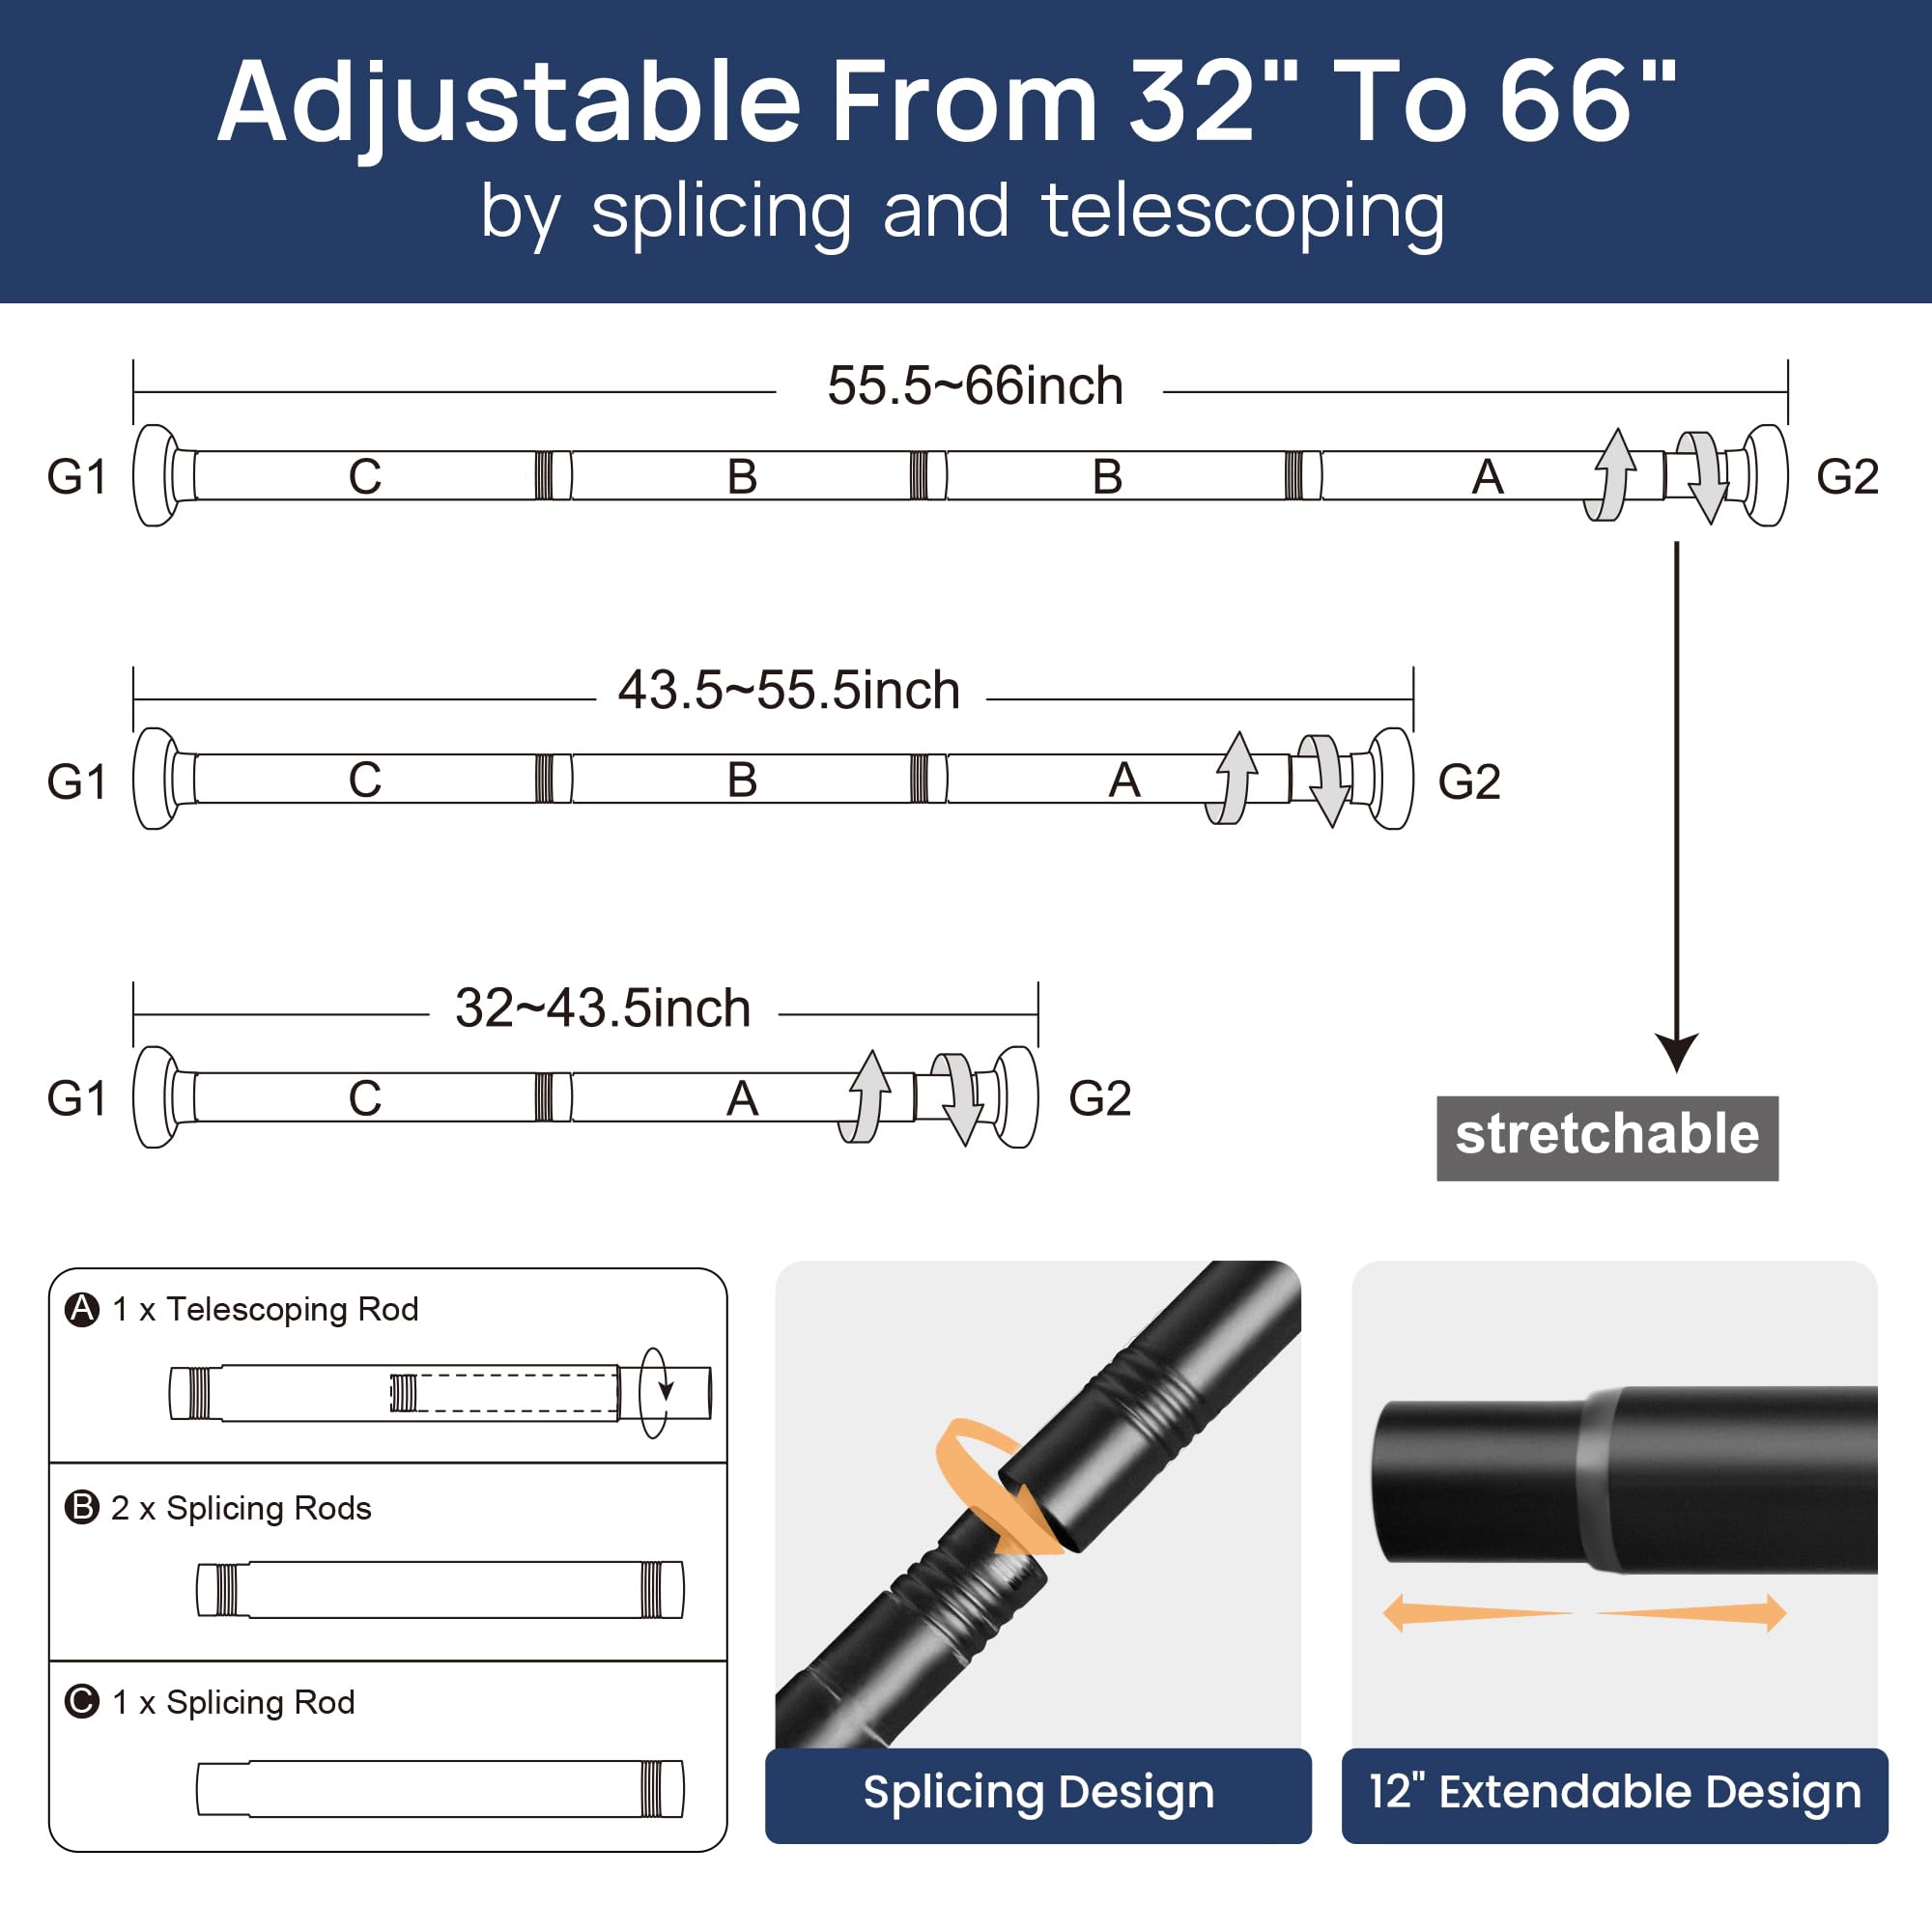 Adjustable From 32" To 66"
by splicing and telescoping
55.5~66inch
G1 C B B A G2
43.5~55.5inch
G1 C B A G2
32~43.5inch
G1 C A G2
stretchable
A 1 x Telescoping Rod
B 2 x Splicing Rods
C 1 x Splicing Rod
Splicing Design
12" Extendable Design